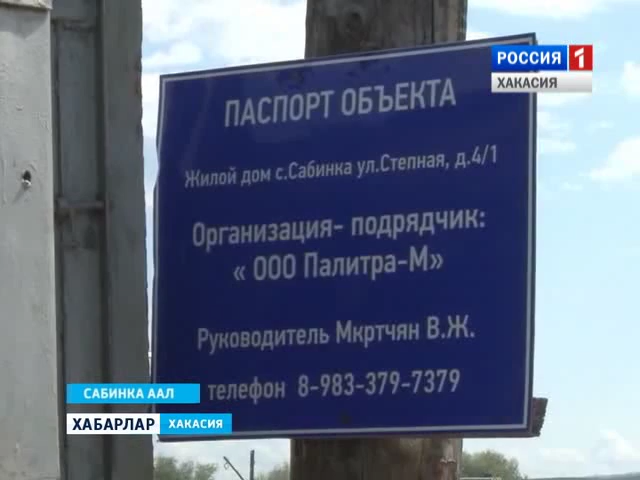 РОССИЯ 1
ХАКАСИЯ
ПАСПОРТ ОБЪЕКТА
Жилой дом с.Сабинка ул.Степная, д.4/1
Организация- подрядчик:
« ООО Палитра-М»
Руководитель Мкртчян В.Ж.
телефон 8-983-379-7379
САБИНКА ААЛ
ХАБАРЛАР ХАКАСИЯ